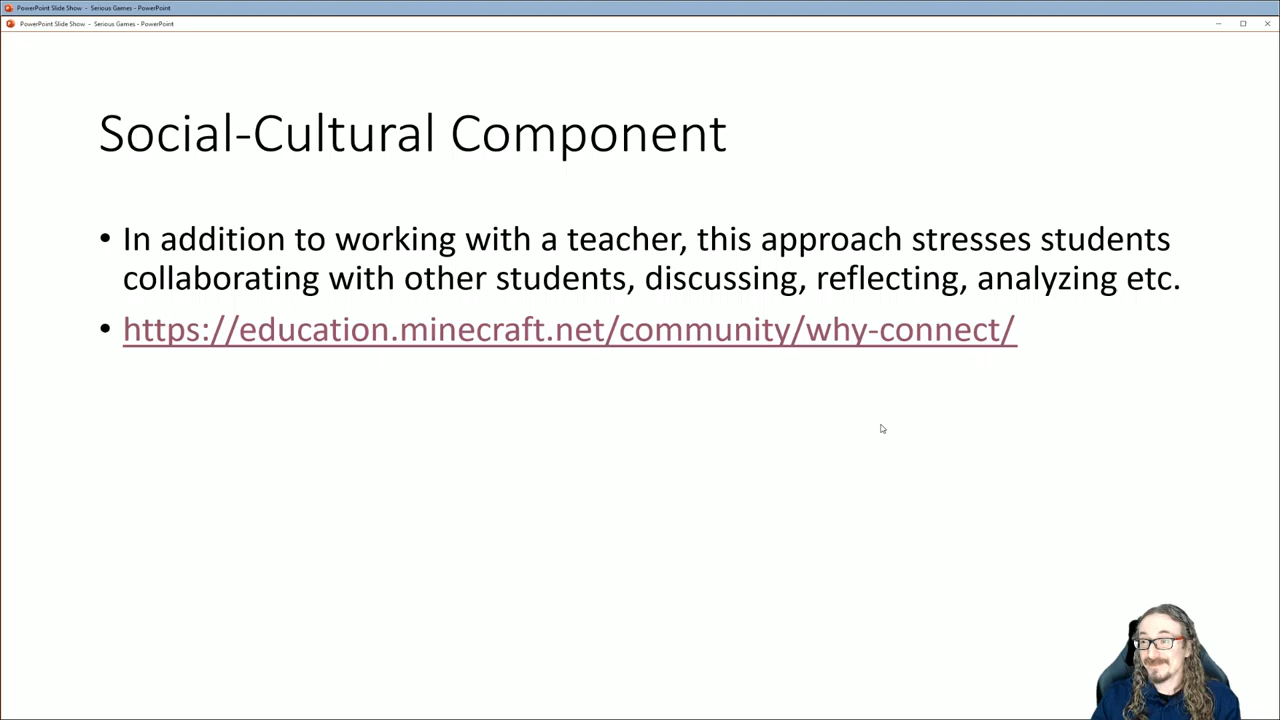 PowerPoint Slide Show - Serious Games - PowerPoint
PowerPoint Slide Show - Serious Games - PowerPoint
Social-Cultural Component
• In addition to working with a teacher, this approach stresses students
collaborating with other students, discussing, reflecting, analyzing etc.
• https://education.minecraft.net/community/why-connect/